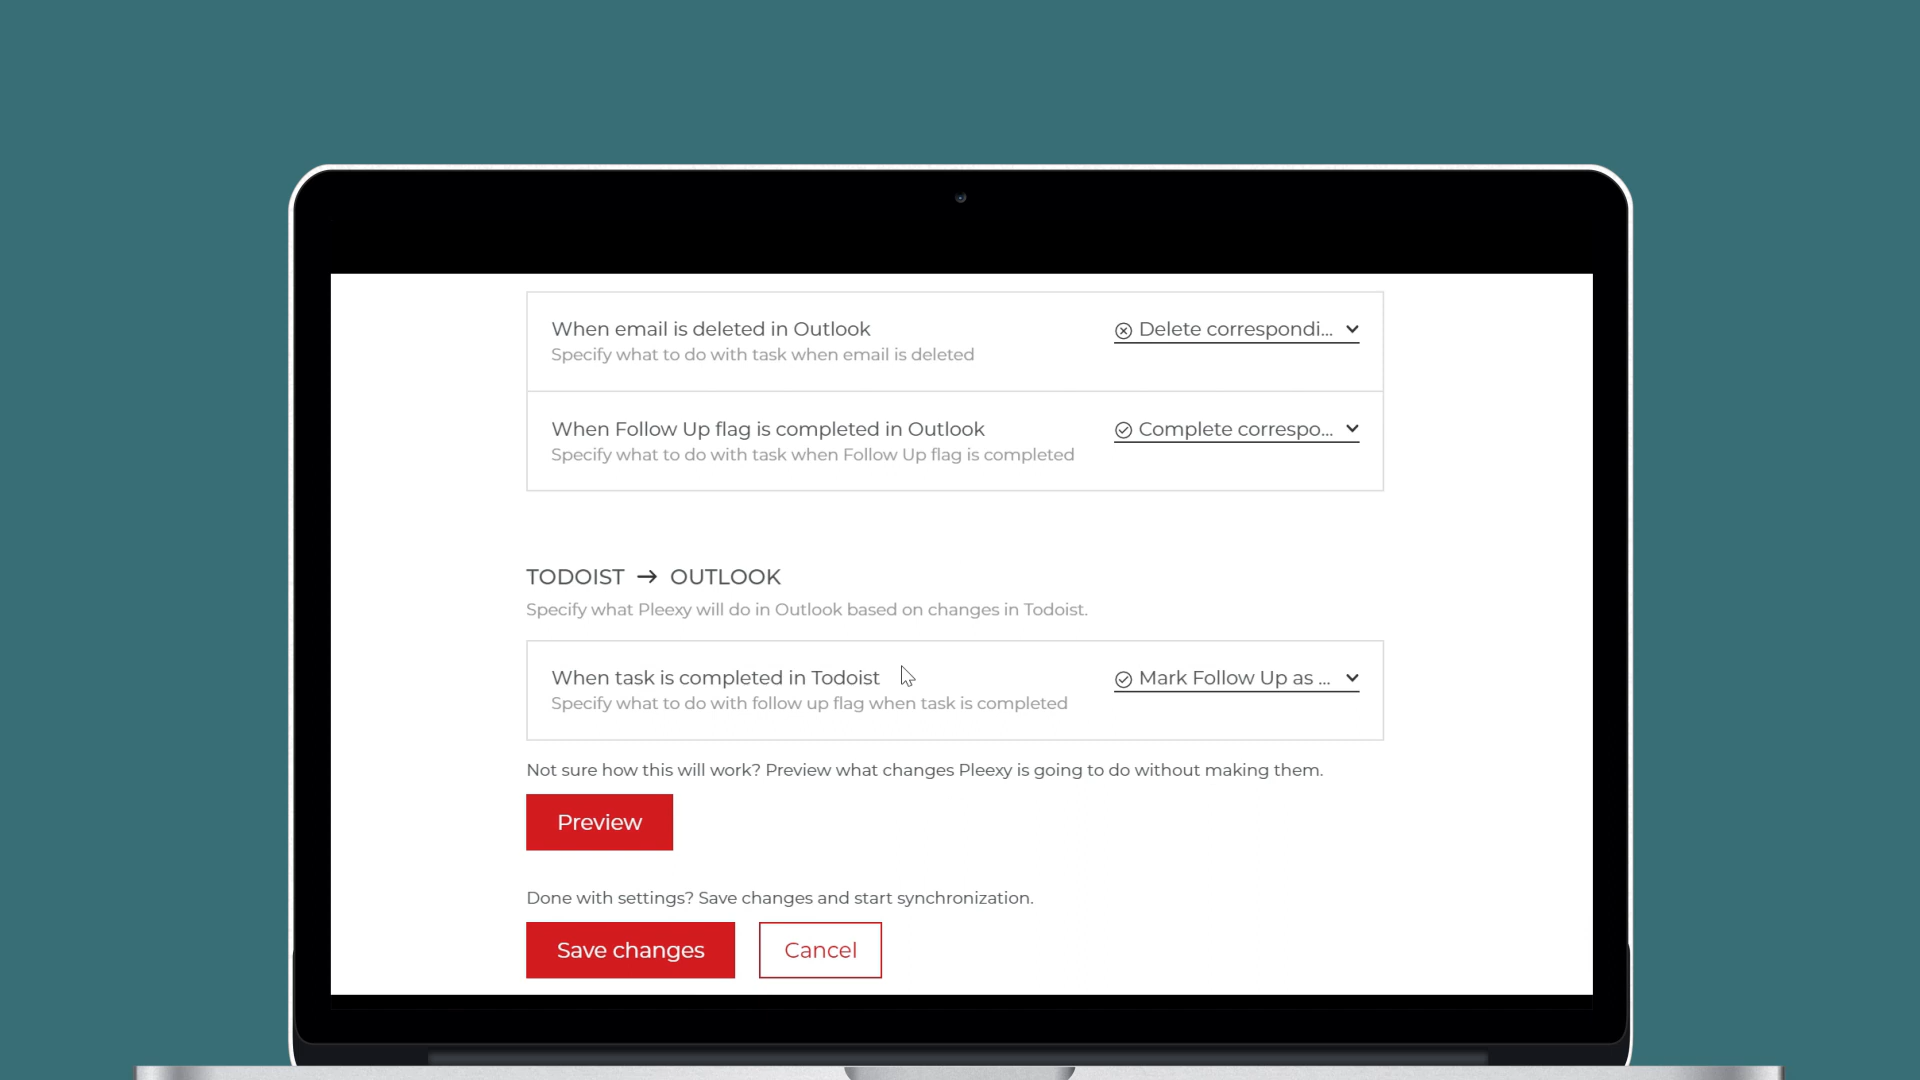 When email is deleted in Outlook
Delete correspondi...
Specify what to do with task when email is deleted
When Follow Up flag is completed in Outlook
Complete correspo...
Specify what to do with task when Follow Up flag is completed
TODOIST → OUTLOOK
Specify what Pleexy will do in Outlook based on changes in Todoist.
When task is completed in Todoist
Mark Follow Up as ...
Specify what to do with follow up flag when task is completed
Not sure how this will work? Preview what changes Pleexy is going to do without making them.
Preview
Done with settings? Save changes and start synchronization.
Save changes
Cancel